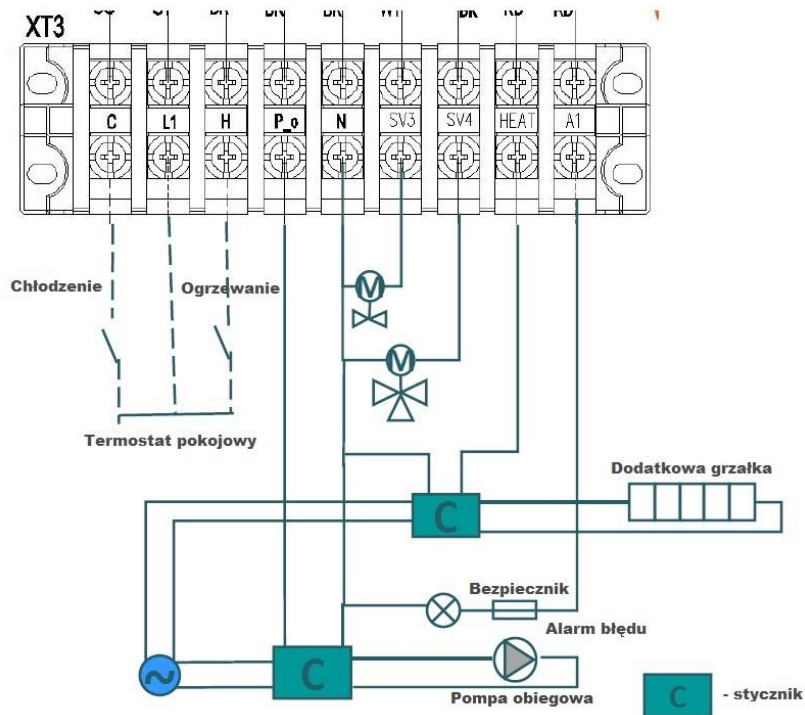 XT3
C L1 H P_o N SV3 SV4 HEAT A1
M
Chłodzenie Ogrzewanie
M
Termostat pokojowy
Dodatkowa grzałka
C
Bezpiecznik
Alarm błędu
C
Pompa obiegowa
C - stycznik